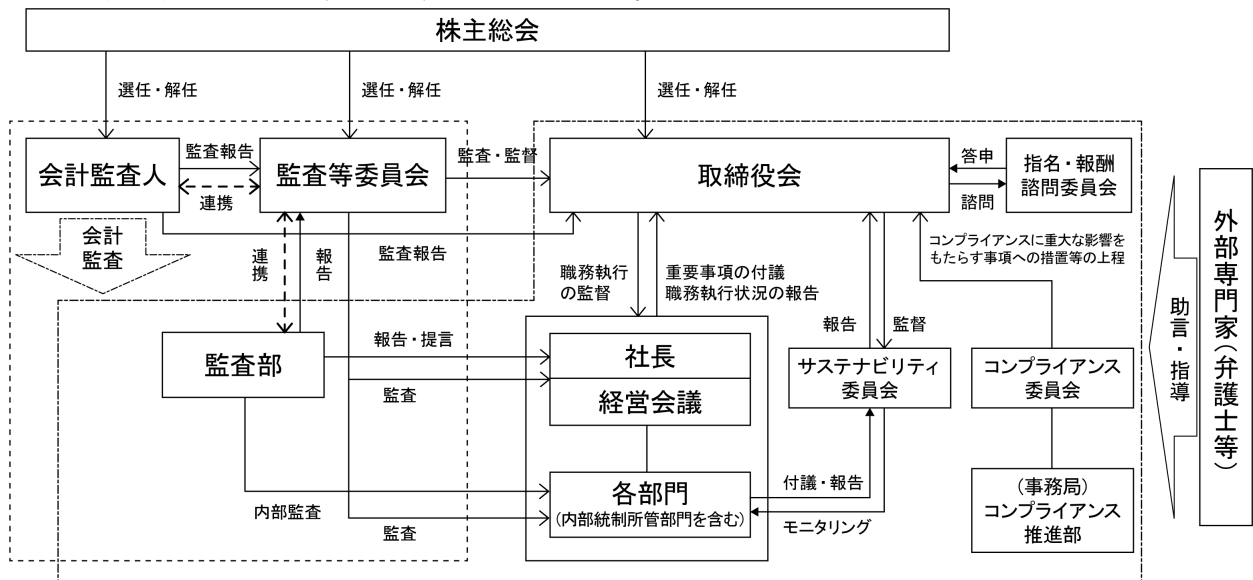 株主総会
選任・解任
選任・解任
選任・解任
会計監査人
監査報告
連携
監査等委員会
監査・監督
取締役会
答申
諮問
指名・報酬
諮問委員会
会計
監査
連携
報告
監査報告
職務執行
の監督
重要事項の付議
職務執行状況の報告
報告
監督
コンプライアンスに重大な影響を
もたらす事項への措置等の上程
監査部
報告・提言
監査
社長
経営会議
サステナビリティ
委員会
コンプライアンス
委員会
内部監査
監査
各部門
(内部統制所管部門を含む)
付議・報告
モニタリング
(事務局)
コンプライアンス
推進部
助言・指導
外部専門家(弁護士等)